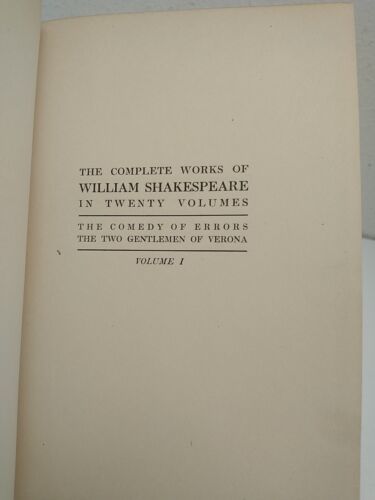 THE COMPLETE WORKS OF
WILLIAM SHAKESPEARE
IN TWENTY VOLUMES
THE COMEDY OF ERRORS
THE TWO GENTLEMEN OF VERONA
VOLUME I